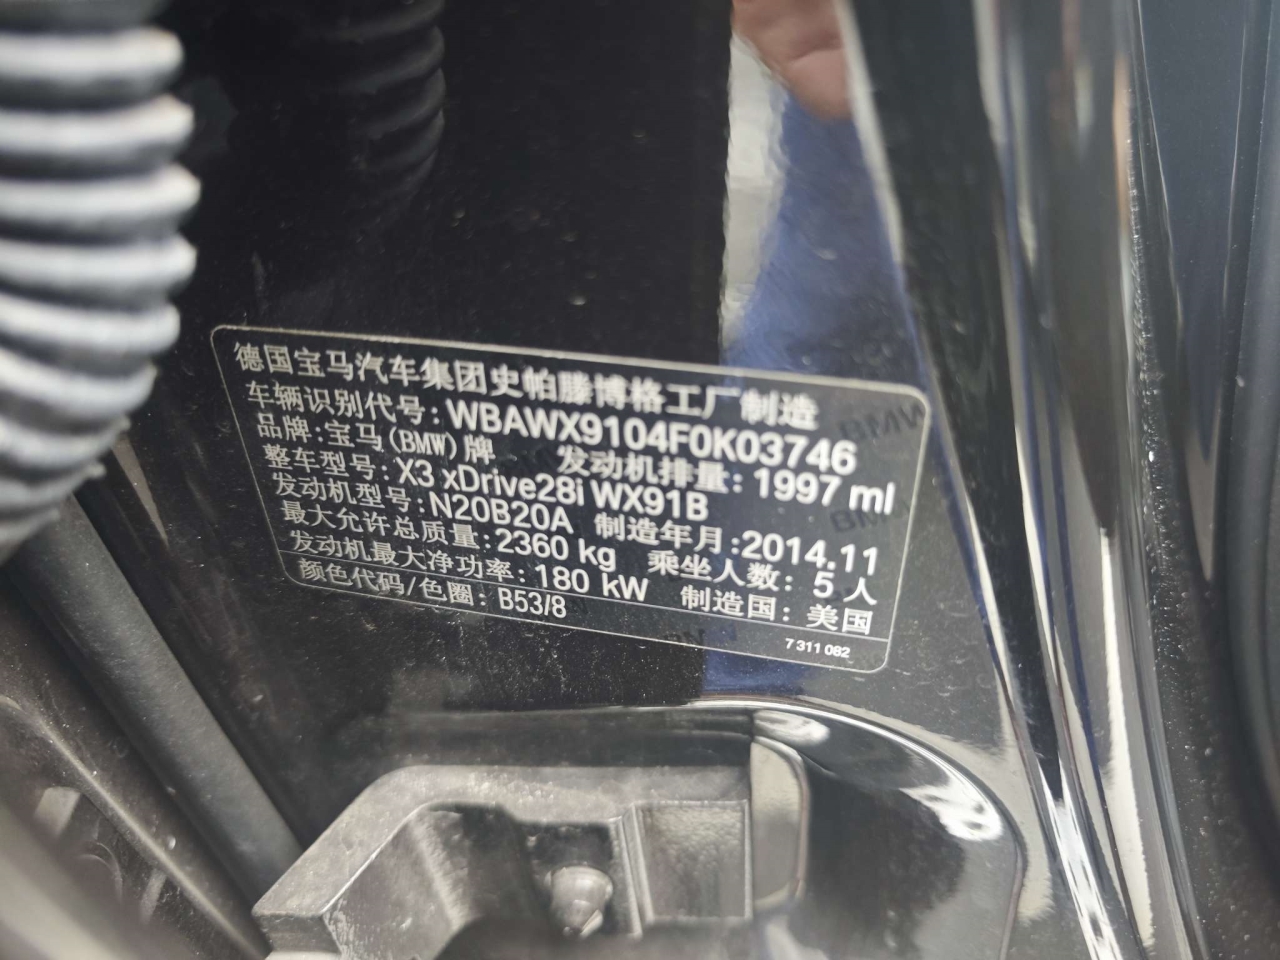 德国宝马汽车集团史帕滕博格工厂制造
车辆识别代号: WBAWX9104F0K03746
品牌: 宝马(BMW)牌 发动机排量: 1997 ml
整车型号: X3 xDrive28i WX91B
发动机型号: N20B20A 制造年月: 2014.11
最大允许总质量: 2360 kg 乘坐人数: 5 人
发动机最大净功率: 180 kW 制造国: 美国
颜色代码/色圈: B53/8
7 311 082